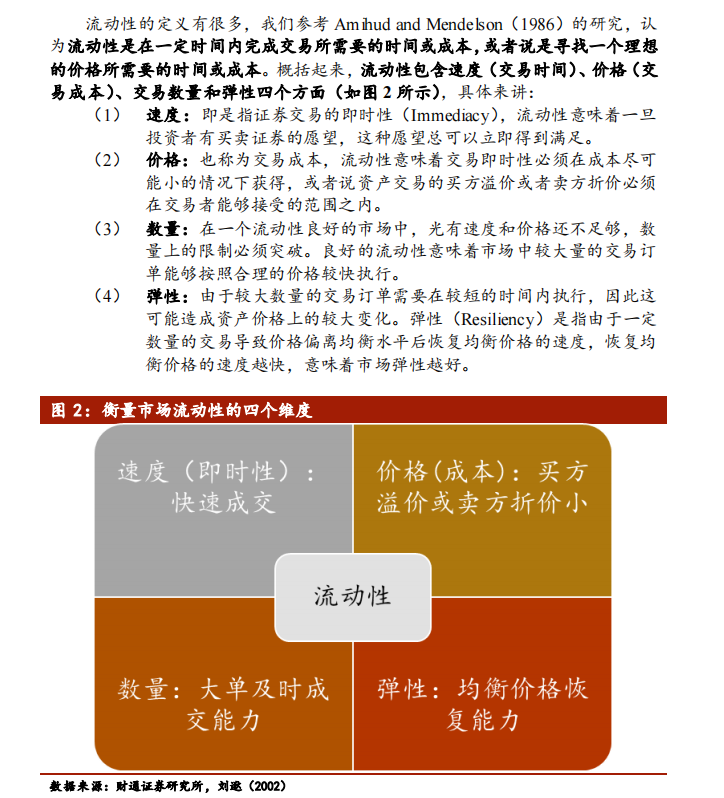 流动性的定义有很多，我们参考 Amihud and Mendelson（1986）的研究，认
为流动性是在一定时间内完成交易所需要的时间或成本，或者说是寻找一个理想
的价格所需要的时间或成本。概括起来，流动性包含速度（交易时间）、价格（交
易成本）、交易数量和弹性四个方面（如图 2 所示），具体来讲：
（1） 速度：即是指证券交易的即时性（Immediacy），流动性意味着一旦
投资者有买卖证券的愿望，这种愿望总可以立即得到满足。
（2） 价格：也称为交易成本，流动性意味着交易即时性必须在成本尽可
能小的情况下获得，或者说资产交易的买方溢价或者卖方折价必须
在交易者能够接受的范围之内。
（3） 数量：在一个流动性良好的市场中，光有速度和价格还不足够，数
量上的限制必须突破。良好的流动性意味着市场中较大量的交易订
单能够按照合理的价格较快执行。
（4） 弹性：由于较大数量的交易订单需要在较短的时间内执行，因此这
可能造成资产价格上的较大变化。弹性（Resiliency）是指由于一定
数量的交易导致价格偏离均衡水平后恢复均衡价格的速度，恢复均
衡价格的速度越快，意味着市场弹性越好。
图 2：衡量市场流动性的四个维度
速度（即时性）：
快速成交
价格(成本)：买方
溢价或卖方折价小
流动性
数量：大单及时成
交能力
弹性：均衡价格恢
复能力
数据来源：财通证券研究所，刘逖（2002）